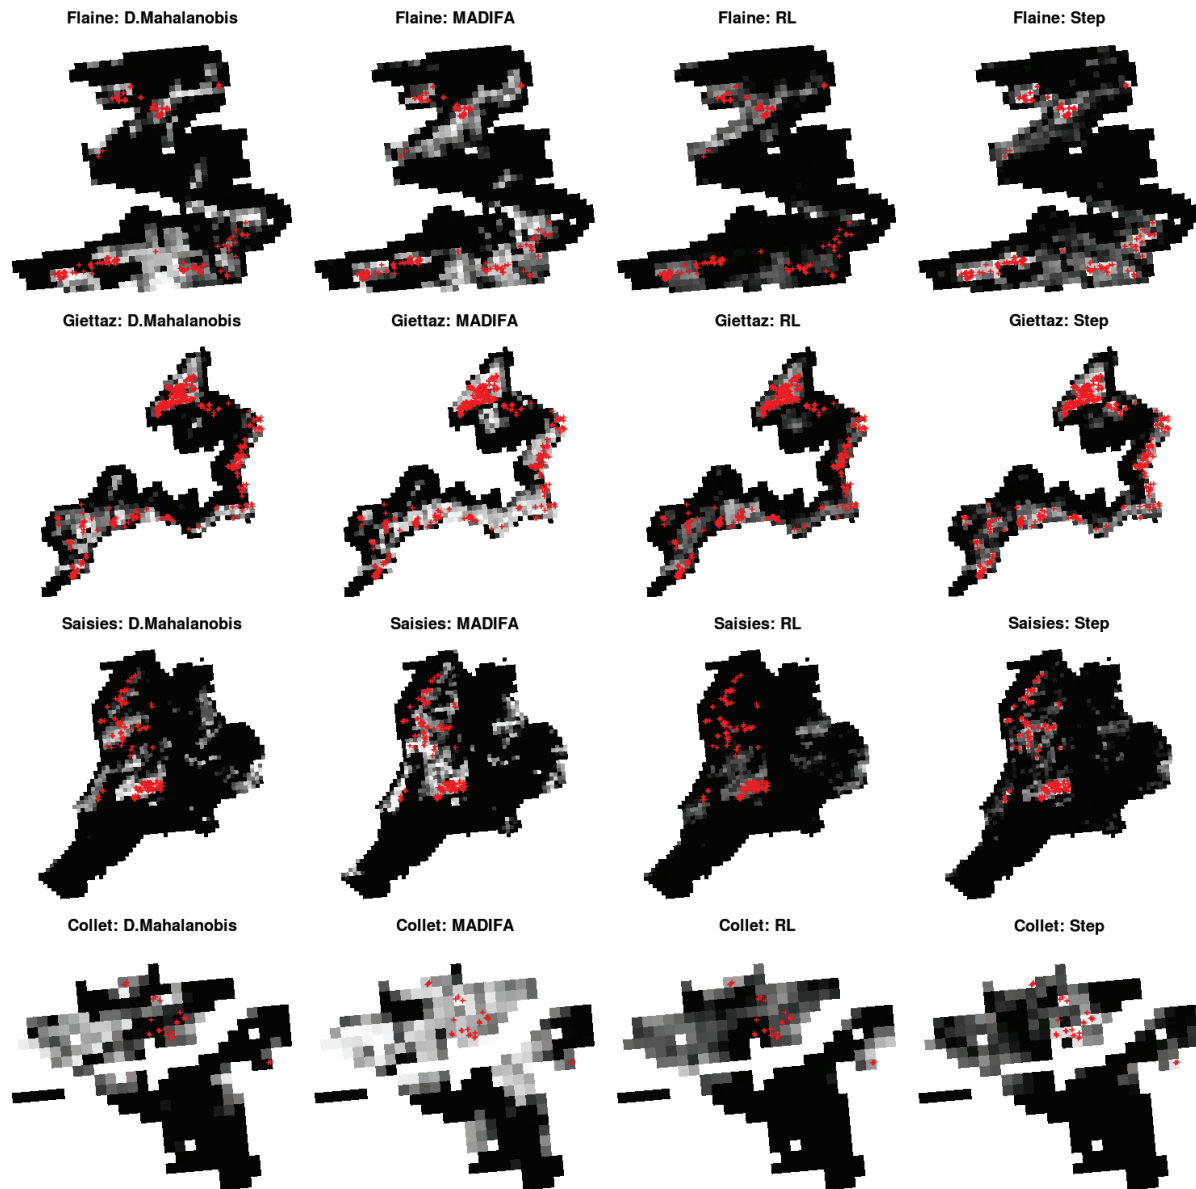 Flaine: D.Mahalanobis
Flaine: MADIFA
Flaine: RL
Flaine: Step
Giettaz: D.Mahalanobis
Giettaz: MADIFA
Giettaz: RL
Giettaz: Step
Saisies: D.Mahalanobis
Saisies: MADIFA
Saisies: RL
Saisies: Step
Collet: D.Mahalanobis
Collet: MADIFA
Collet: RL
Collet: Step